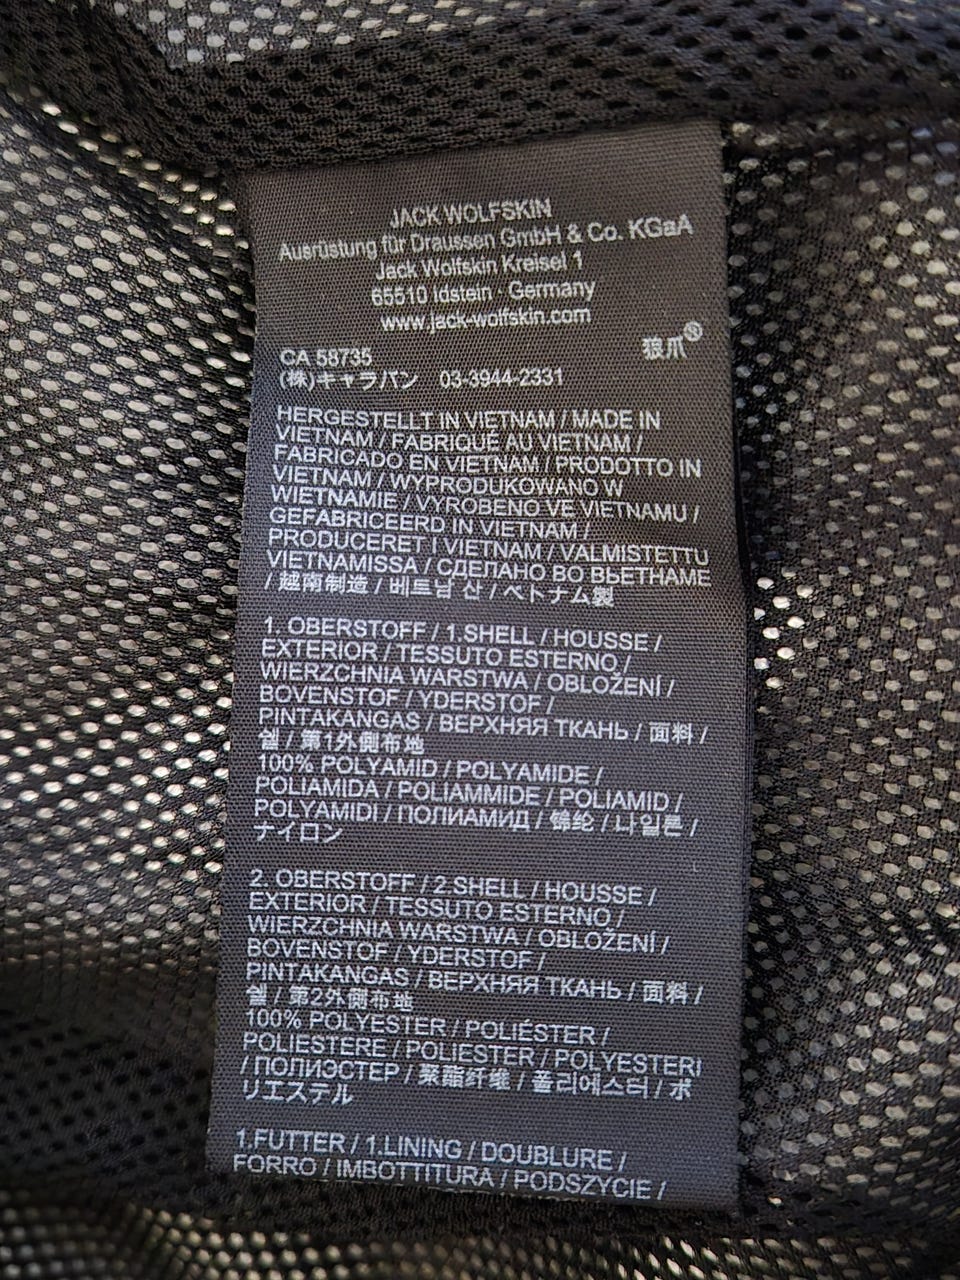 JACK WOLFSKIN
Ausrüstung für Draussen GmbH & Co. KGaA
Jack Wolfskin Kreisel 1
65510 Idstein · Germany
www.jack-wolfskin.com
CA 58735 狼爪®
(株)キャラバン 03-3944-2331
HERGESTELLT IN VIETNAM / MADE IN
VIETNAM / FABRIQUÉ AU VIETNAM /
FABRICADO EN VIETNAM / PRODOTTO IN
VIETNAM / WYPRODUKOWANO W
WIETNAMIE / VYROBENO VE VIETNAMU /
GEFABRICEERD IN VIETNAM /
PRODUCERET I VIETNAM / VALMISTETTU
VIETNAMISSA / СДЕЛАНО ВО ВЬЕТНАМЕ
/ 越南制造 / 베트남 산 / ベトナム製
1. OBERSTOFF / 1.SHELL / HOUSSE /
EXTERIOR / TESSUTO ESTERNO /
WIERZCHNIA WARSTWA / OBLOŽENÍ /
BOVENSTOF / YDERSTOF /
PINTAKANGAS / ВЕРХНЯЯ ТКАНЬ / 面料 /
쉘 / 第1外側布地
100% POLYAMID / POLYAMIDE /
POLIAMIDA / POLIAMMIDE / POLIAMID /
POLYAMIDI / ПОЛИАМИД / 锦纶 / 나일론 /
ナイロン
2. OBERSTOFF / 2.SHELL / HOUSSE /
EXTERIOR / TESSUTO ESTERNO /
WIERZCHNIA WARSTWA / OBLOŽENÍ /
BOVENSTOF / YDERSTOF /
PINTAKANGAS / ВЕРХНЯЯ ТКАНЬ / 面料 /
쉘 / 第2外側布地
100% POLYESTER / POLIÉSTER /
POLIESTERE / POLIESTER / POLYESTERI
/ ПОЛИЭСТЕР / 聚酯纤维 / 폴리에스터 / ポ
リエステル
1.FUTTER / 1.LINING / DOUBLURE /
FORRO / IMBOTTITURA / PODSZYCIE /